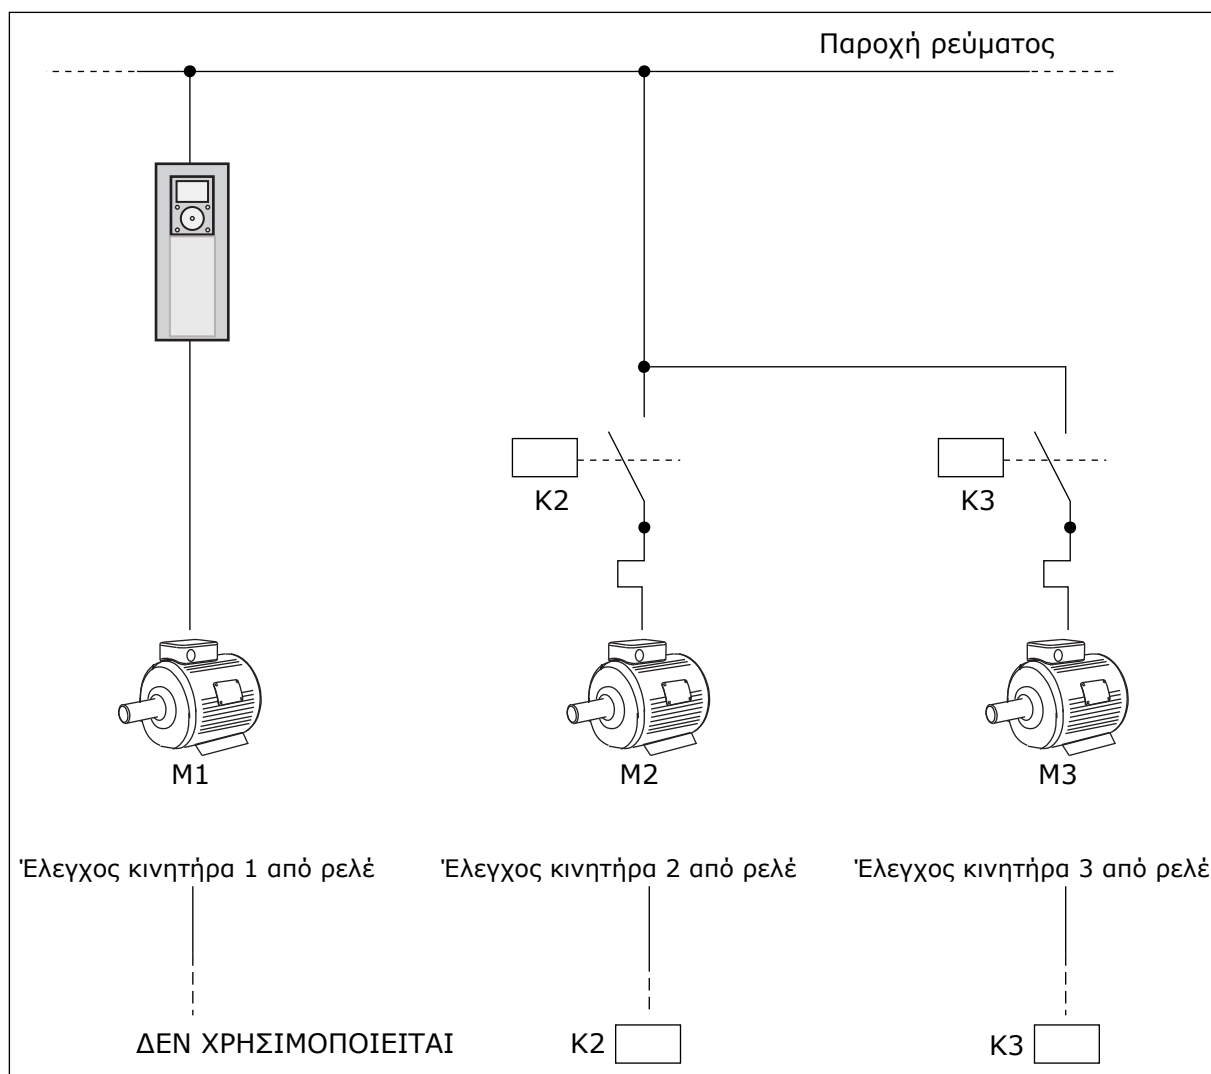 Παροχή ρεύματος
K2
K3
M1
M2
M3
Έλεγχος κινητήρα 1 από ρελέ
Έλεγχος κινητήρα 2 από ρελέ
Έλεγχος κινητήρα 3 από ρελέ
ΔΕΝ ΧΡΗΣΙΜΟΠΟΙΕΙΤΑΙ
K2
K3